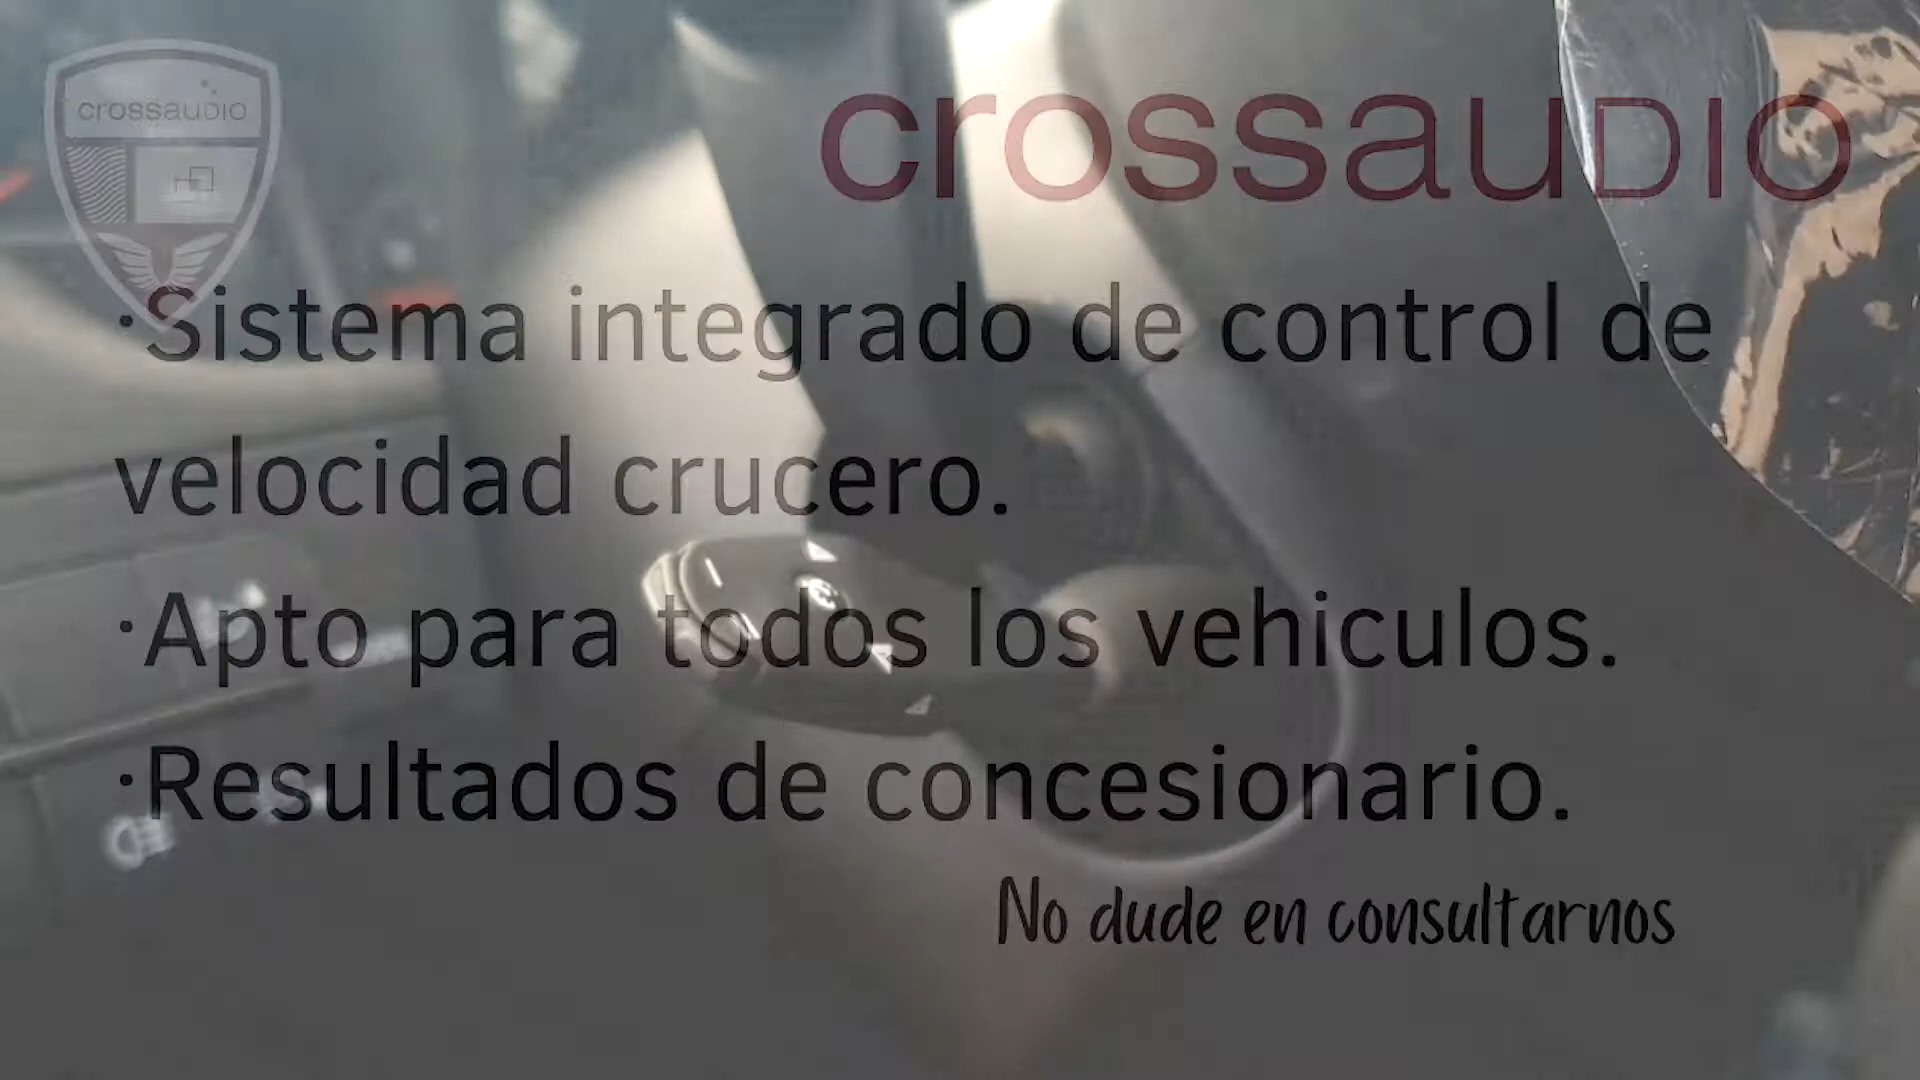 crossaudio
crossaudio
·Sistema integrado de control de
velocidad crucero.
·Apto para todos los vehiculos.
·Resultados de concesionario.
No dude en consultarnos